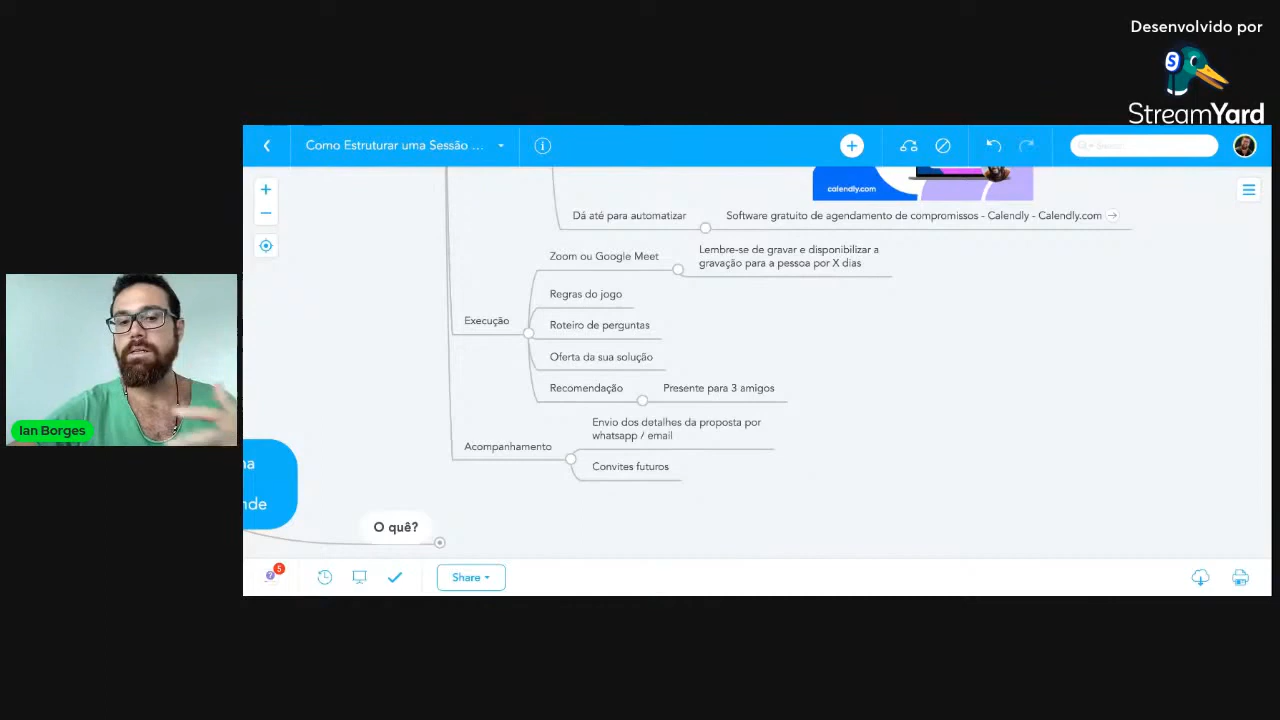 Desenvolvido por
StreamYard
Como Estruturar uma Sessão ...
calendly.com
Dá até para automatizar
Software gratuito de agendamento de compromissos - Calendly - Calendly.com
Zoom ou Google Meet
Lembre-se de gravar e disponibilizar a
gravação para a pessoa por X dias
Regras do jogo
Execução
Roteiro de perguntas
Oferta da sua solução
Recomendação
Presente para 3 amigos
Envio dos detalhes da proposta por
whatsapp / email
Acompanhamento
Convites futuros
Ian Borges
na
nde
O quê?
5
Share